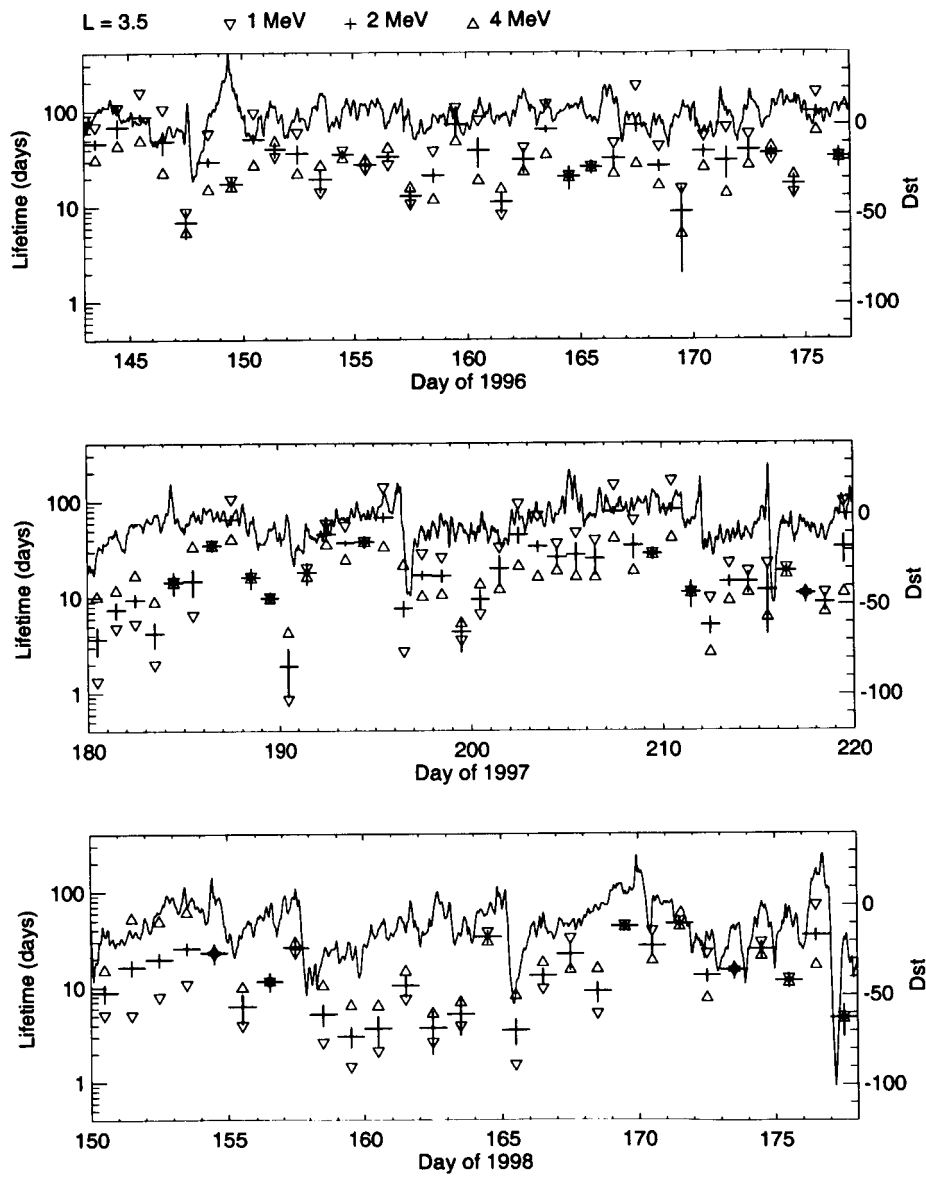 L = 3.5 ▽ 1 MeV + 2 MeV △ 4 MeV
100
10
1
Lifetime (days)
0
-50
-100
Dst
145 150 155 160 165 170 175
Day of 1996
100
10
1
Lifetime (days)
0
-50
-100
Dst
180 190 200 210 220
Day of 1997
100
10
1
Lifetime (days)
0
-50
-100
Dst
150 155 160 165 170 175
Day of 1998